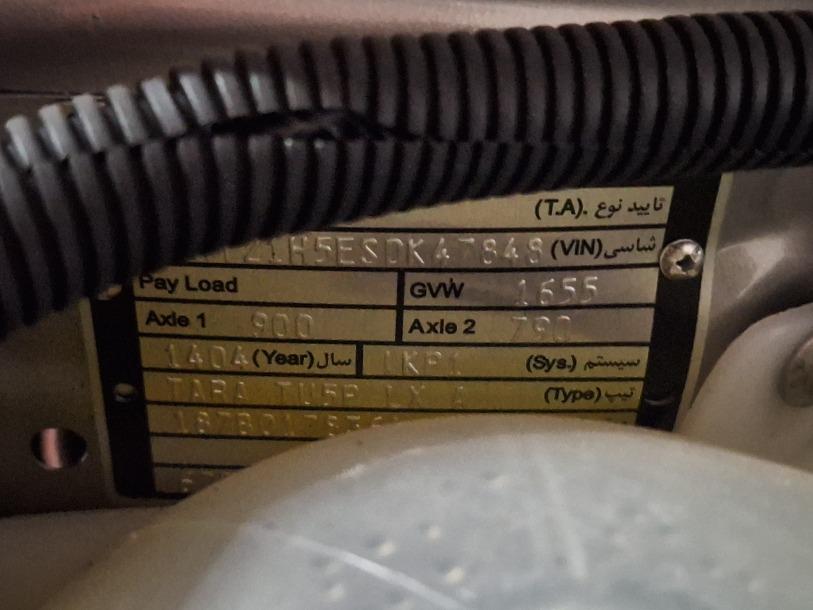 تایید نوع .(T.A)
21H5ESDK47848 (VIN)شاسی
Pay Load GVW 1655
Axle 1 900 Axle 2 790
1404 (Year)سال IKP1 (Sys.) سیستم
TARA TU5P LX A (Type)تیپ